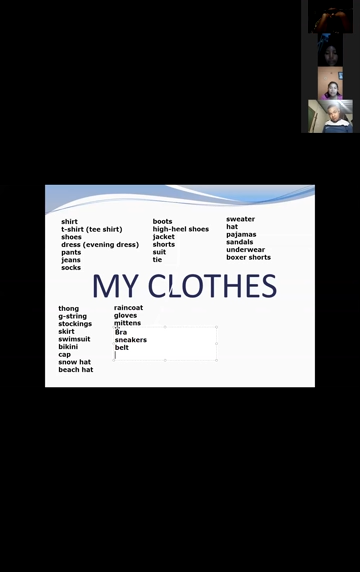 shirt
t-shirt (tee shirt)
shoes
dress (evening dress)
pants
jeans
socks
boots
high-heel shoes
jacket
shorts
suit
tie
sweater
hat
pajamas
sandals
underwear
boxer shorts
MY CLOTHES
thong
g-string
stockings
skirt
swimsuit
bikini
cap
snow hat
beach hat
raincoat
gloves
mittens
Bra
sneakers
belt